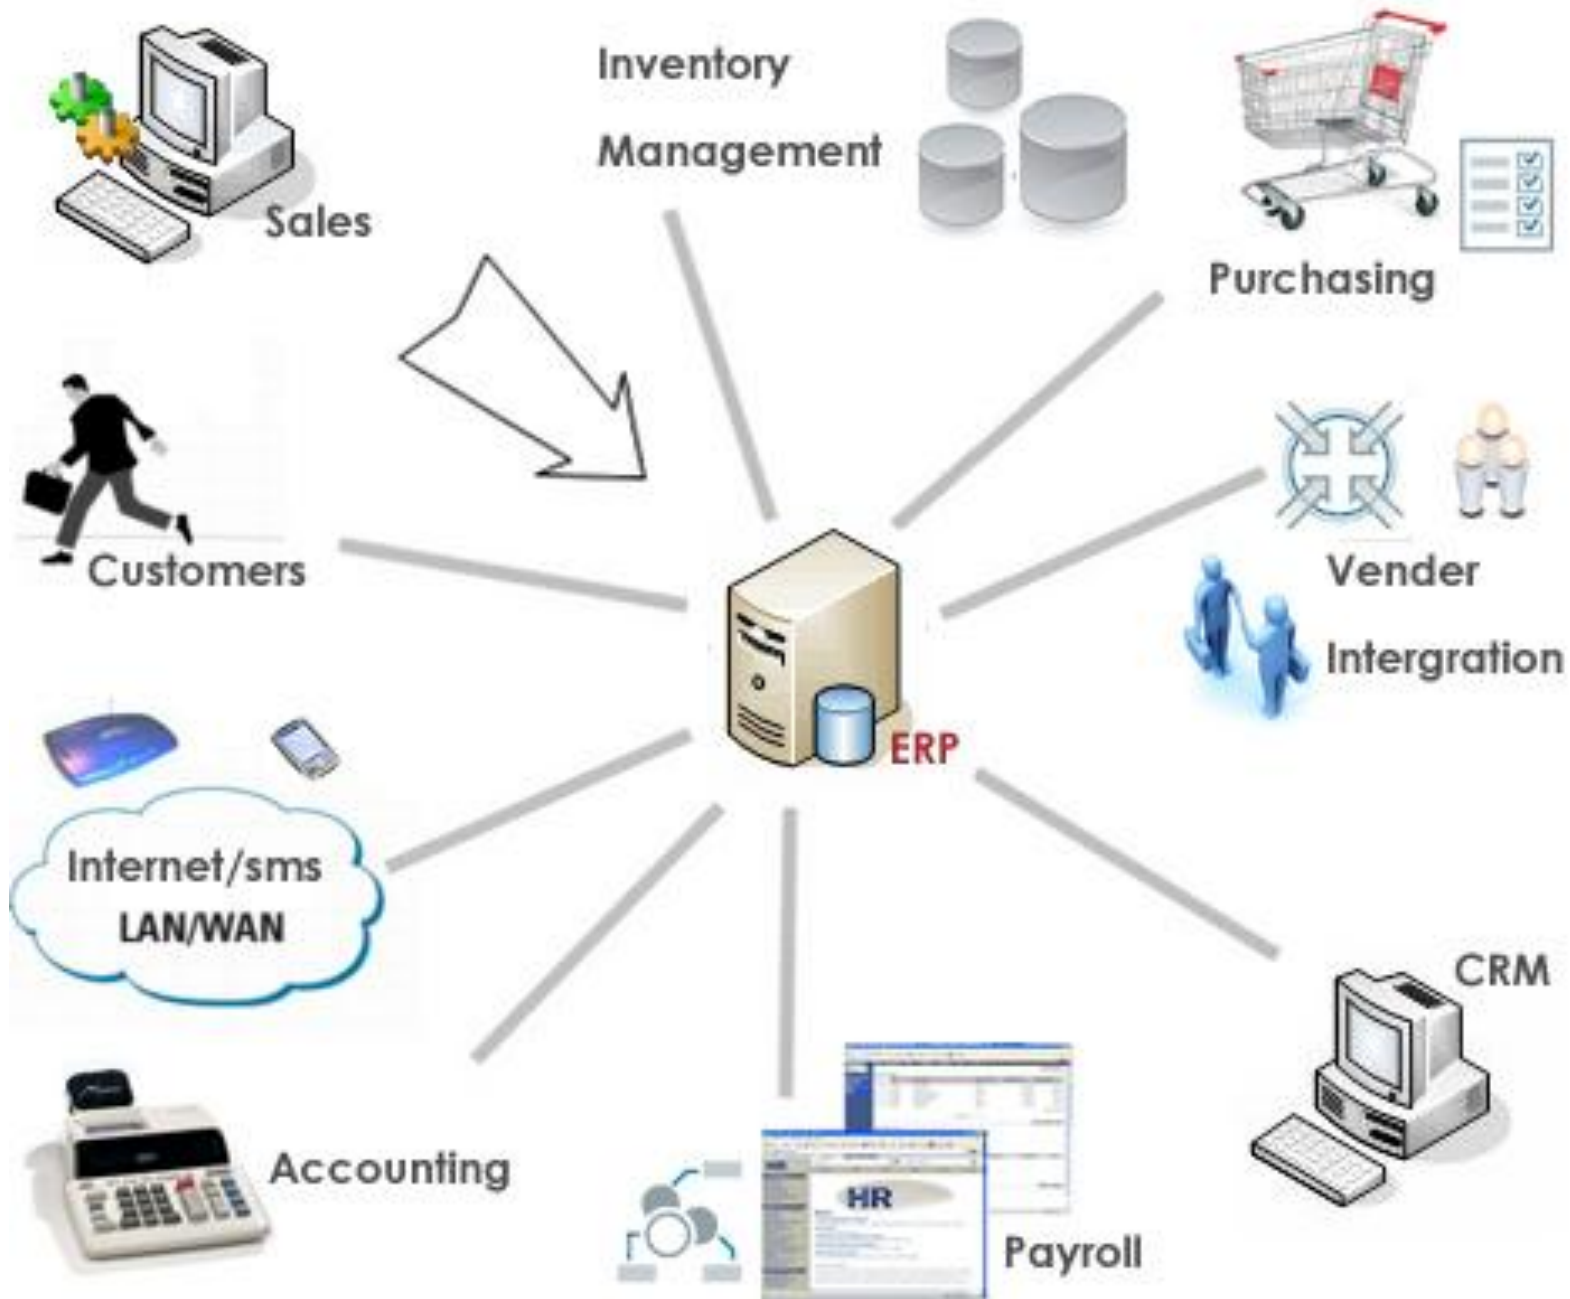 Sales
Inventory
Management
Purchasing
Customers
Vender
Intergration
ERP
Internet/sms
LAN/WAN
CRM
Accounting
HR
Payroll